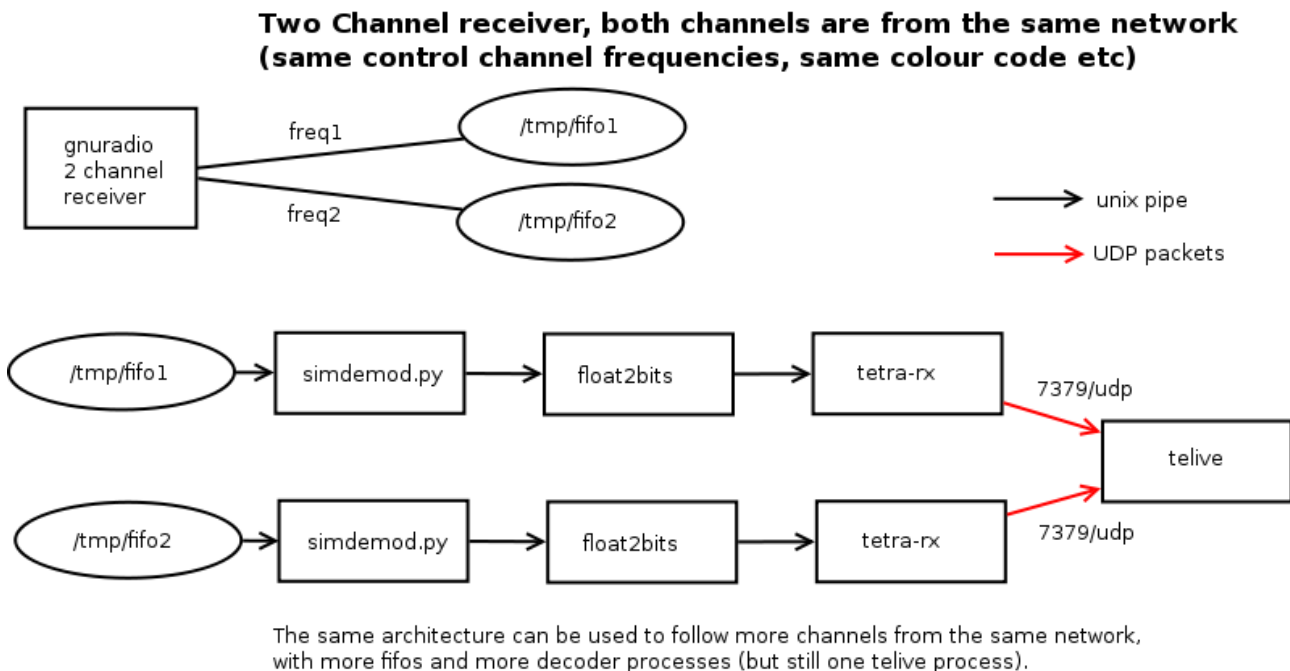 Two Channel receiver, both channels are from the same network
(same control channel frequencies, same colour code etc)
gnuradio
2 channel
receiver
freq1
freq2
/tmp/fifo1
/tmp/fifo2
unix pipe
UDP packets
/tmp/fifo1
simdemod.py
float2bits
tetra-rx
7379/udp
telive
/tmp/fifo2
simdemod.py
float2bits
tetra-rx
7379/udp
The same architecture can be used to follow more channels from the same network,
with more fifos and more decoder processes (but still one telive process).